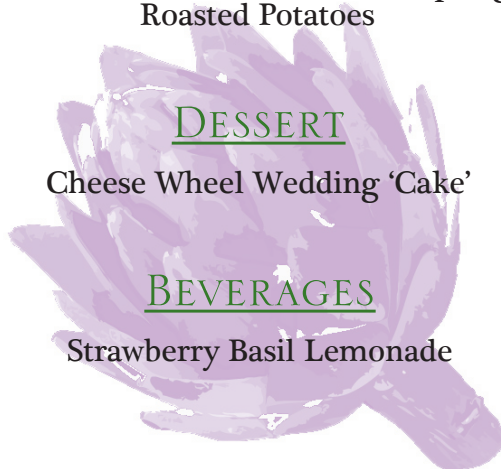 Roasted Potatoes
DESSERT
Cheese Wheel Wedding ‘Cake’
BEVERAGES
Strawberry Basil Lemonade